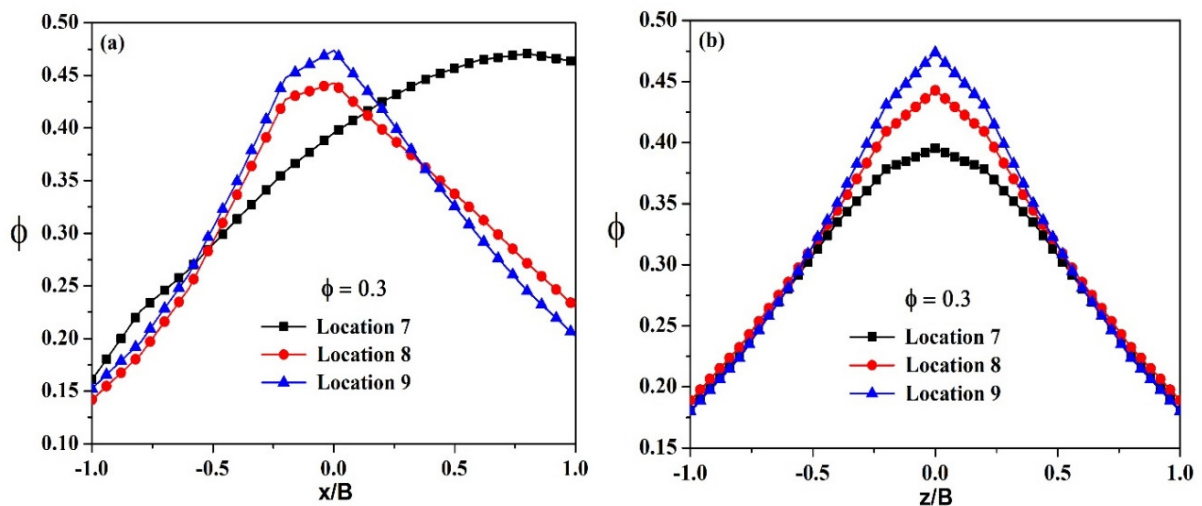 (a)
0.50
0.45
0.40
0.35
0.30
0.25
0.20
0.15
0.10
ϕ
ϕ = 0.3
Location 7
Location 8
Location 9
-1.0 -0.5 0.0 0.5 1.0
x/B
(b)
0.50
0.45
0.40
0.35
0.30
0.25
0.20
0.15
ϕ
ϕ = 0.3
Location 7
Location 8
Location 9
-1.0 -0.5 0.0 0.5 1.0
z/B